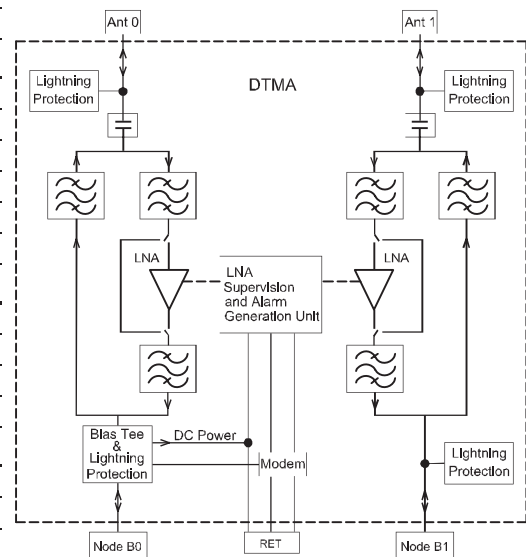 Ant 0
Ant 1
Lightning
Protection
DTMA
Lightning
Protection
LNA
LNA
LNA
Supervision
and Alarm
Generation Unit
Bias Tee
&
Lightning
Protection
DC Power
Modem
Lightning
Protection
Node B0
RET
Node B1